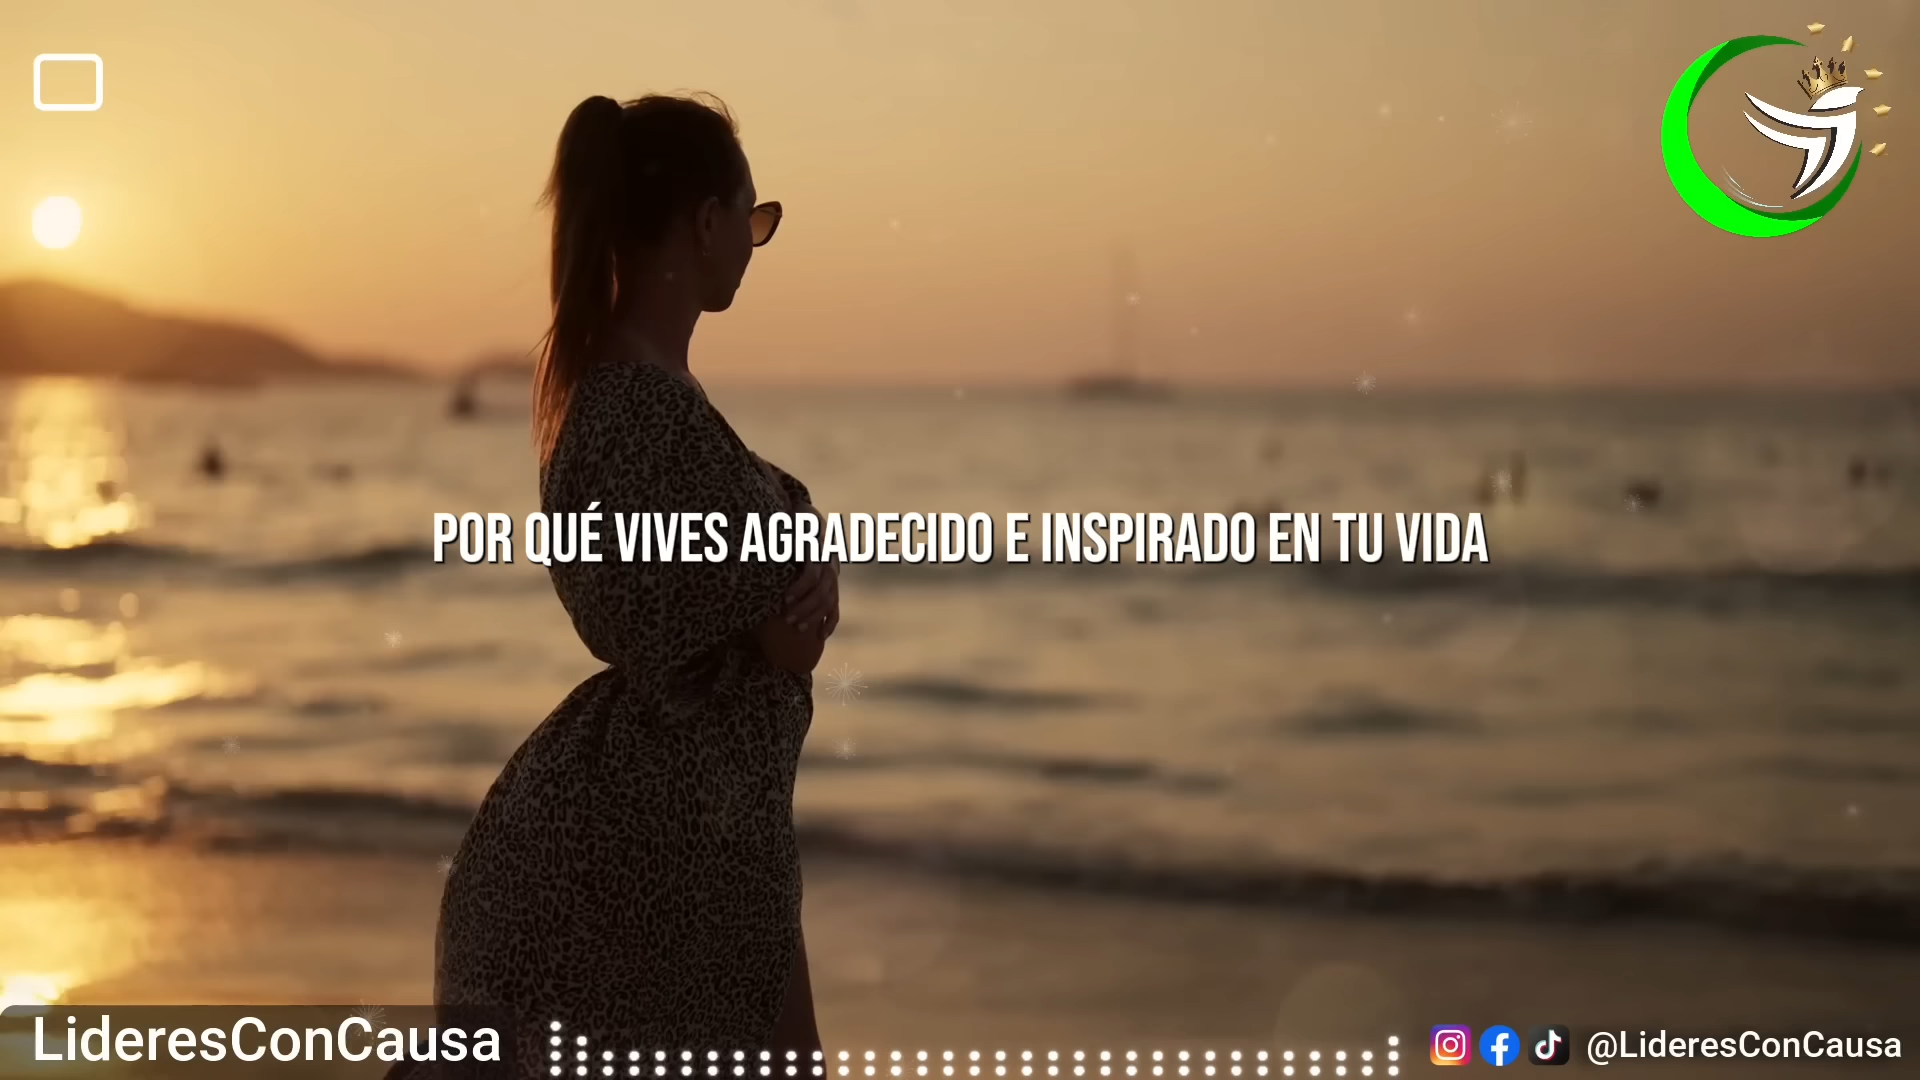 POR QUÉ VIVES AGRADECIDO E INSPIRADO EN TU VIDA
LideresConCausa
@LideresConCausa